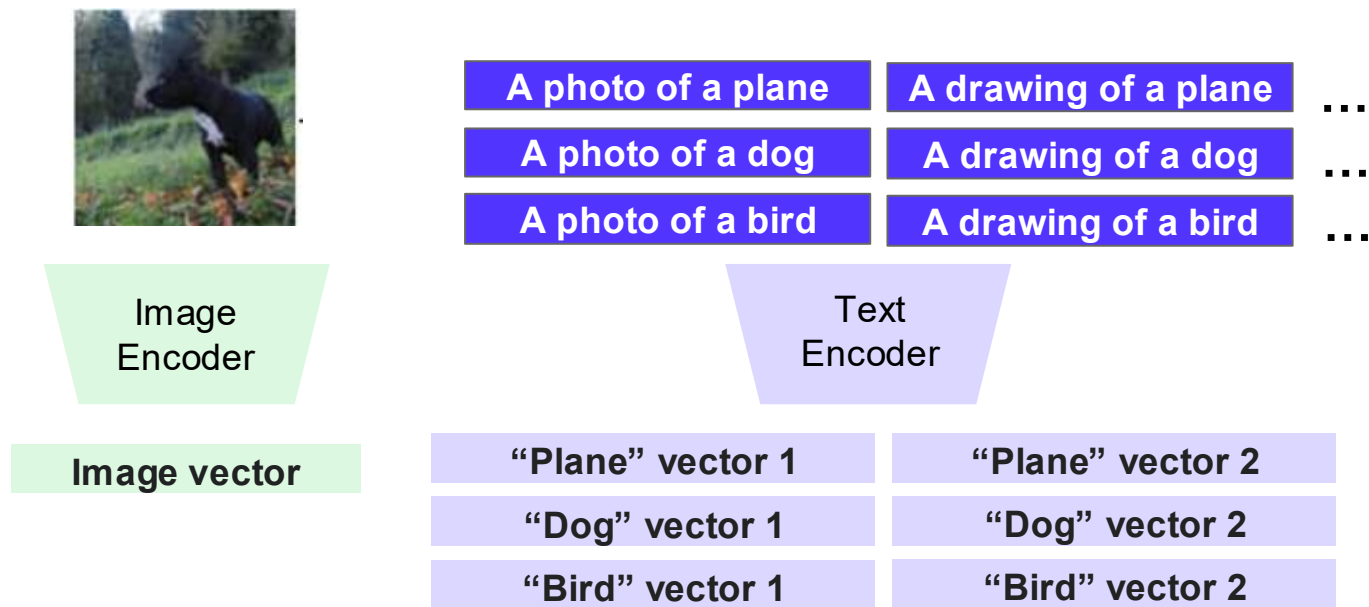 A photo of a plane
A drawing of a plane
...
A photo of a dog
A drawing of a dog
...
A photo of a bird
A drawing of a bird
...
Image
Encoder
Text
Encoder
Image vector
“Plane” vector 1
“Plane” vector 2
“Dog” vector 1
“Dog” vector 2
“Bird” vector 1
“Bird” vector 2